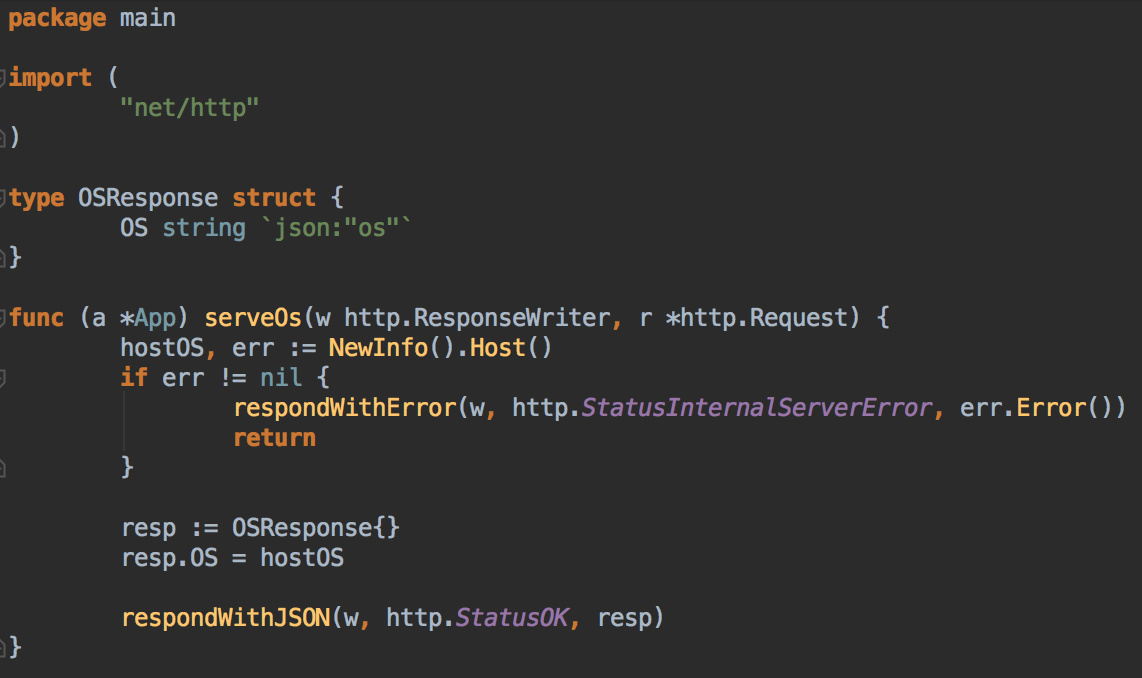 package main
import (
"net/http"
)
type OSResponse struct {
OS string `json:"os"`
}
func (a *App) serveOs(w http.ResponseWriter, r *http.Request) {
hostOS, err := NewInfo().Host()
if err != nil {
respondWithError(w, http.StatusInternalServerError, err.Error())
return
}
resp := OSResponse{}
resp.OS = hostOS
respondWithJSON(w, http.StatusOK, resp)
}